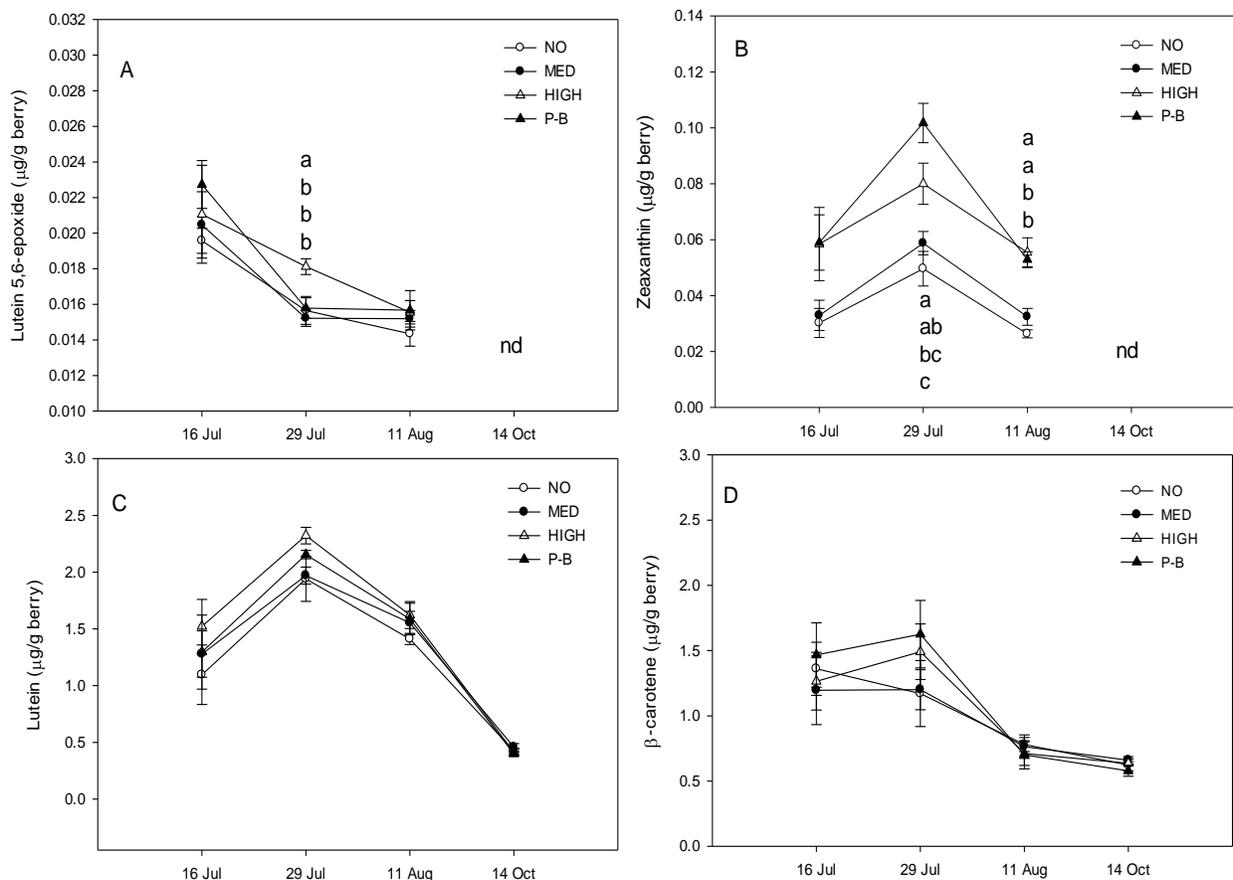 A
Lutein 5,6-epoxide (μg/g berry)
0.032
0.030
0.028
0.026
0.024
0.022
0.020
0.018
0.016
0.014
0.012
0.010
NO
MED
HIGH
P-B
a
b
b
b
nd
16 Jul
29 Jul
11 Aug
14 Oct
B
Zeaxanthin (μg/g berry)
0.14
0.12
0.10
0.08
0.06
0.04
0.02
0.00
NO
MED
HIGH
P-B
a
a
b
b
a
ab
bc
c
nd
16 Jul
29 Jul
11 Aug
14 Oct
C
Lutein (μg/g berry)
3.0
2.5
2.0
1.5
1.0
0.5
0.0
NO
MED
HIGH
P-B
16 Jul
29 Jul
11 Aug
14 Oct
D
β-carotene (μg/g berry)
3.0
2.5
2.0
1.5
1.0
0.5
0.0
NO
MED
HIGH
P-B
16 Jul
29 Jul
11 Aug
14 Oct